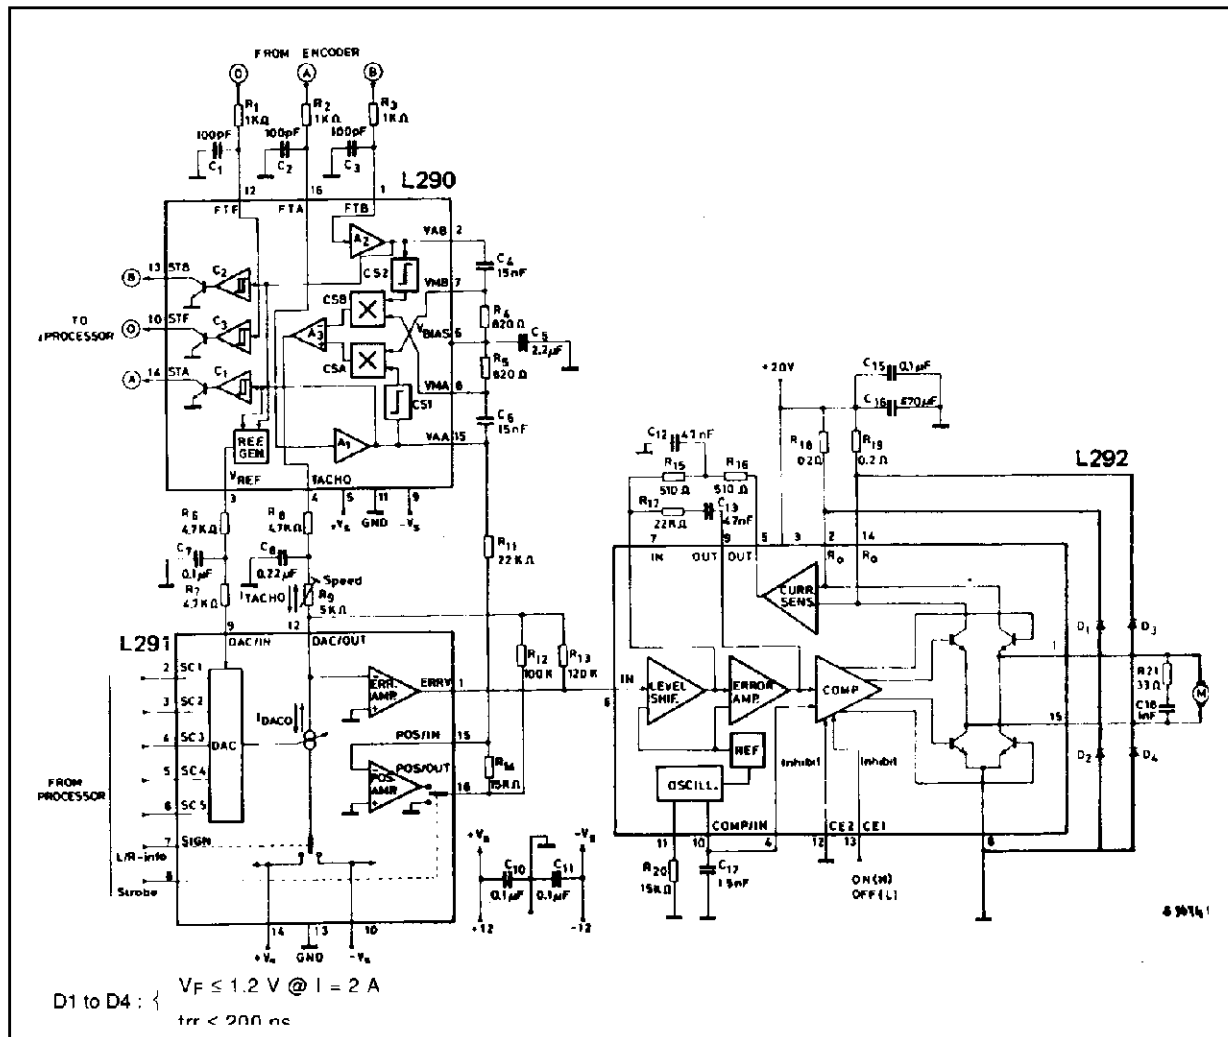 FROM ENCODER
O A B
R1 1KΩ
R2 1KΩ
R3 1KΩ
100pF C1
100pF C2
100pF C3
L290
12 16 1
FTF FTA FTB
A2
VAB 2
C4 15nF
CS2
VMB 7
CSB
R4 820Ω
VBIAS 6
C5 2.2µF
R5 820Ω
A3
CSA
VMA 8
CS1
C6 15nF
VAA 15
A1
B 13 STB C2
TO
PROCESSOR
O 10 STF C3
A 14 STA C1
REF.
GEN.
VREF TACHO
3 4 5 11 9
+Vs GND -Vs
R6 4.7KΩ
R8 4.7KΩ
C7 0.1µF
C8 0.22µF
R7 4.7KΩ
ITACHO
Speed
R9 5KΩ
R11 22KΩ
L291
9 12
DAC/IN DAC/OUT
R12 100K
R13 120K
2 SC1
3 SC2
4 SC3
5 SC4
6 SC5
DAC
IDACO
ERR.
AMP.
ERRV 1
POS/IN 15
POS.
AMP.
POS/OUT
16
R14 15KΩ
FROM
PROCESSOR
7 SIGN
L/R-info
8
Strobe
14 13 10
GND
+Vs
-Vs
C10 0.1µF
C11 0.1µF
+12 -12
+20V
C15 0.1µF
C16 470µF
R18 0.2Ω
R19 0.2Ω
L292
C12 47nF
R15 510Ω
R16 510Ω
R17 22KΩ
C13 47nF
7 9 5 3 2 14
IN OUT OUT Ro Ro
CURR.
SENS.
6 IN
LEVEL
SHIF.
ERROR
AMP.
COMP
REF
OSCILL.
Inhibit Inhibit
COMP/IN CE2 CE1
11 10 4 12 13 8
R20 15KΩ
C17 1.5nF
ON(H)
OFF(L)
1
15
D1 D3
D2 D4
R21 33Ω
C18 1nF
M
D1 to D4 : {
VF ≤ 1.2 V @ I = 2 A
trr ≤ 200 ns